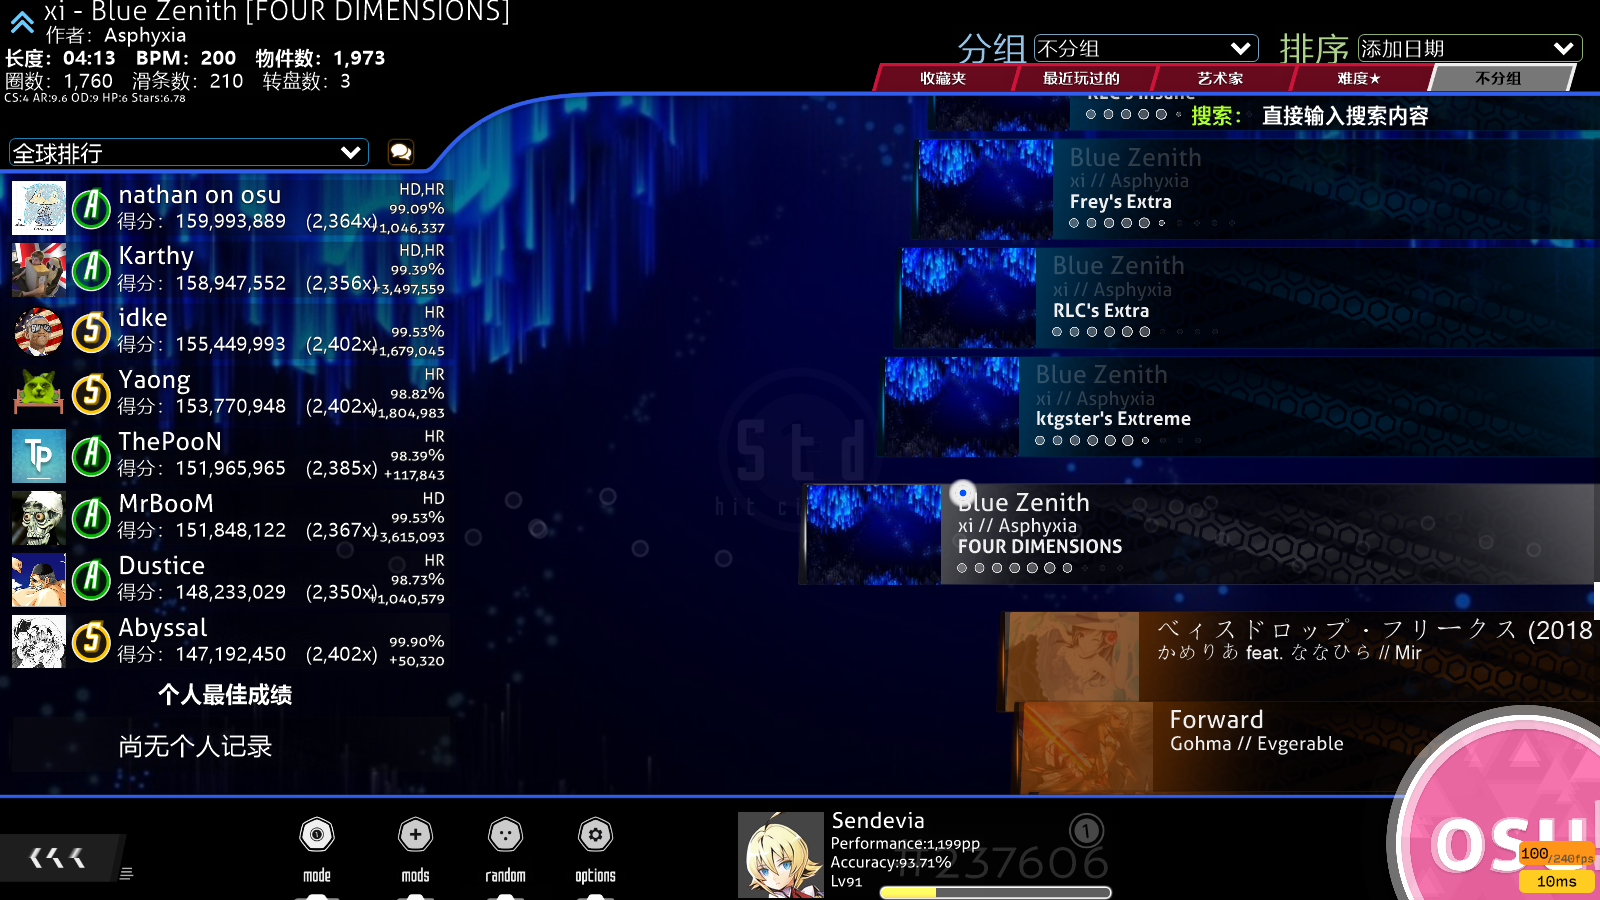 xi - Blue Zenith [FOUR DIMENSIONS]
作者: Asphyxia
长度: 04:13 BPM: 200 物件数: 1,973
圈数: 1,760 滑条数: 210 转盘数: 3
CS:4 AR:9.6 OD:9 HP:6 Stars:6.78
分组 不分组 排序 添加日期
收藏夹 最近玩过的 艺术家 难度★ 不分组
搜索: 直接输入搜索内容
全球排行
nathan on osu HD,HR
99.09%
得分: 159,993,889 (2,364x) +1,046,337
Karthy HD,HR
99.39%
得分: 158,947,552 (2,356x) +3,497,559
idke HR
99.53%
得分: 155,449,993 (2,402x) +1,679,045
Yaong HR
98.82%
得分: 153,770,948 (2,402x) +1,804,983
ThePooN HR
98.39%
得分: 151,965,965 (2,385x) +117,843
MrBooM HD
99.53%
得分: 151,848,122 (2,367x) +3,615,093
Dustice HR
98.73%
得分: 148,233,029 (2,350x) +1,040,579
Abyssal
99.90%
得分: 147,192,450 (2,402x) +50,320
个人最佳成绩
尚无个人记录
TP
Std
RLC's Insane
Blue Zenith
xi // Asphyxia
Frey's Extra
Blue Zenith
xi // Asphyxia
RLC's Extra
Blue Zenith
xi // Asphyxia
ktgster's Extreme
Blue Zenith
xi // Asphyxia
FOUR DIMENSIONS
ベィスドロップ・フリークス (2018
かめりあ feat. ななひら // Mir
Forward
Gohma // Evgerable
mode mods random options
Sendevia
Performance:1,199pp
Accuracy:93.71%
Lv91
#237606
1
osu!
100/240fps
10ms